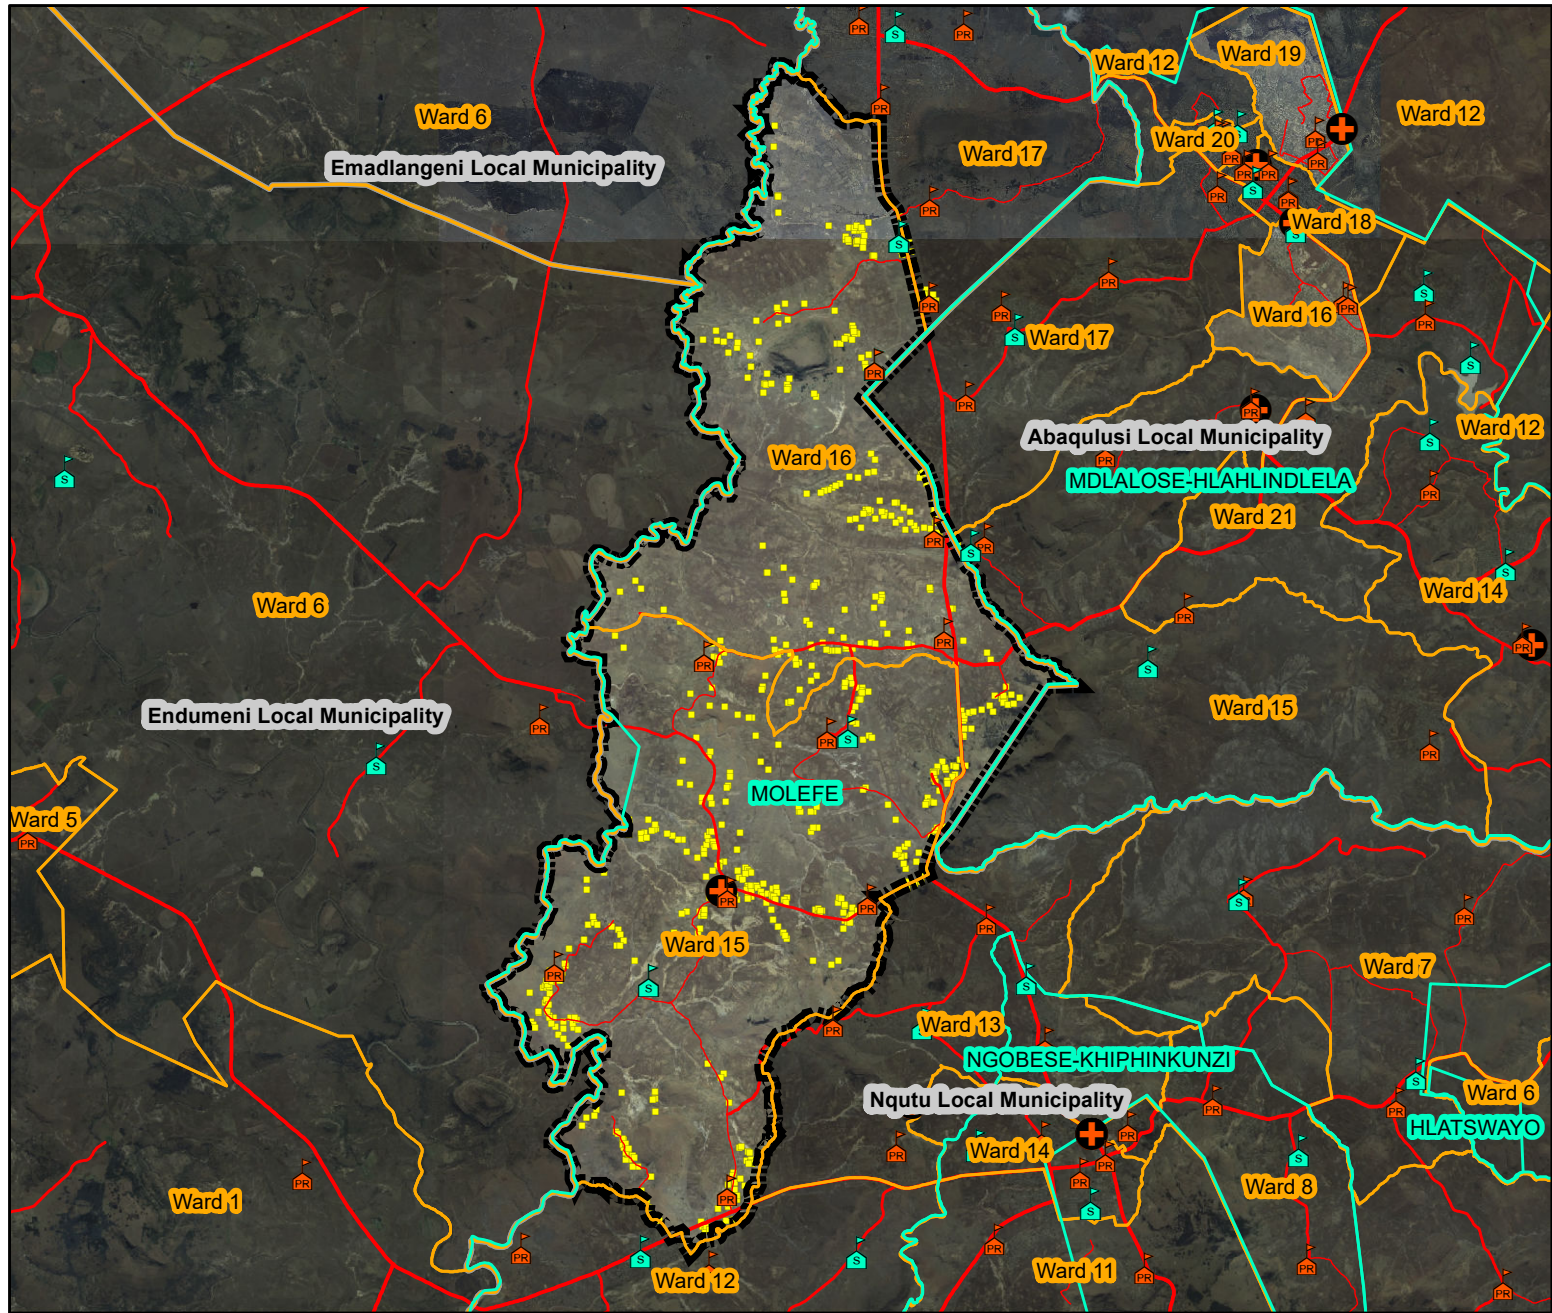 Ward 19
Ward 12
Ward 6
Ward 12
Ward 20
Ward 17
Emadlangeni Local Municipality
Ward 18
Ward 16
Ward 17
Ward 12
Abaqulusi Local Municipality
Ward 16
MDLALOSE-HLAHLINDLELA
Ward 21
Ward 14
Ward 6
Ward 15
Endumeni Local Municipality
MOLEFE
Ward 5
Ward 15
Ward 7
Ward 13
NGOBESE-KHIPHINKUNZI
Nqutu Local Municipality
Ward 6
HLATSWAYO
Ward 14
Ward 8
Ward 1
Ward 11
Ward 12